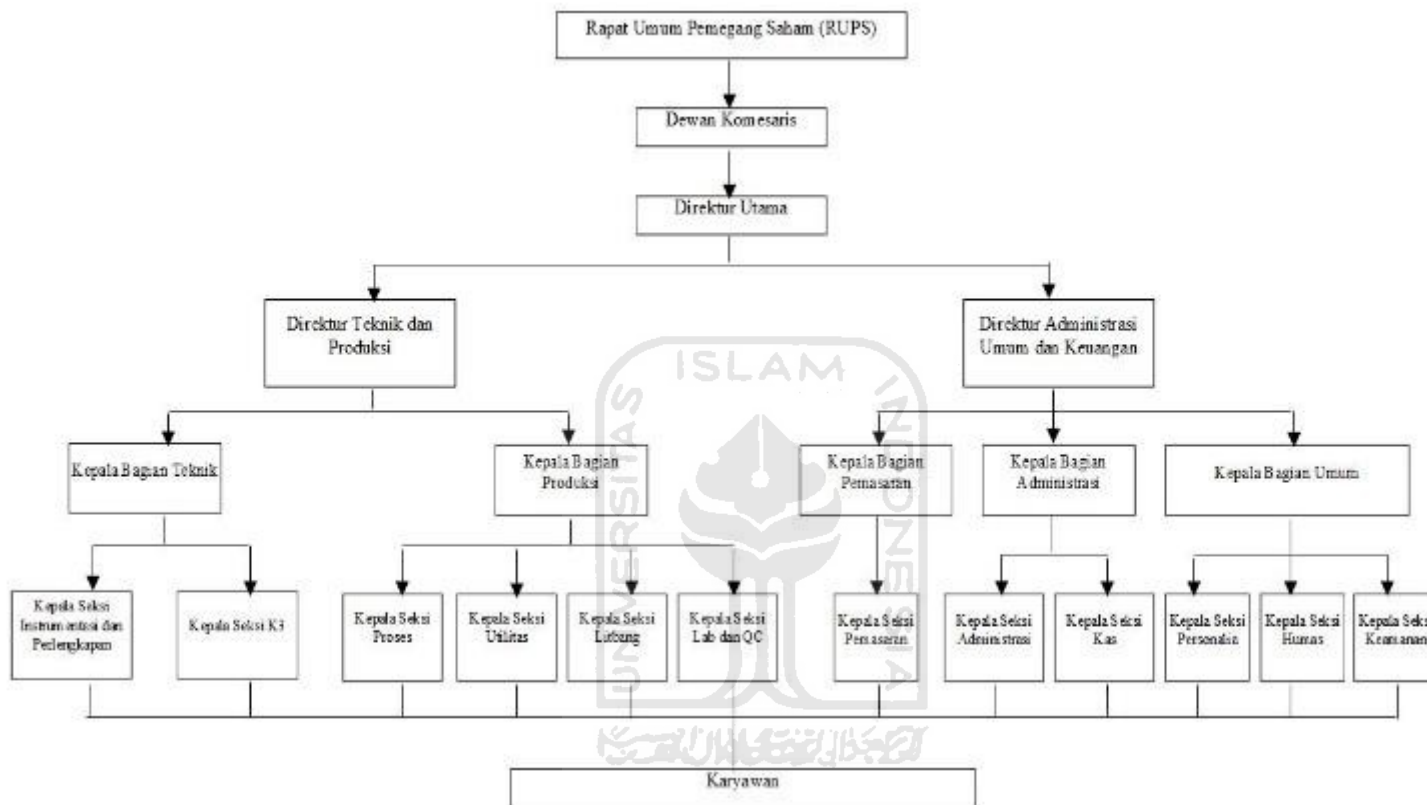 Rapat Umum Pemegang Saham (RUPS)
Dewan Komesaris
Direktur Utama
Direktur Teknik dan
Produksi
Direktur Administrasi
Umum dan Keuangan
UNIVERSITAS
ISLAM
INDONESIA
Kepala Bagian Teknik
Kepala Bagian
Produksi
Kepala Bagian
Pemasaran
Kepala Bagian
Administrasi
Kepala Bagian Umum
Kepala Seksi
Instrumentasi dan
Perlengkapan
Kepala Seksi K3
Kepala Seksi
Proses
Kepala Seksi
Utilitas
Kepala Seksi
Litbang
Kepala Seksi
Lab dan QC
Kepala Seksi
Pemasaran
Kepala Seksi
Administrasi
Kepala Seksi
Kas
Kepala Seksi
Personalia
Kepala Seksi
Humas
Kepala Seksi
Keamanan
Karyawan